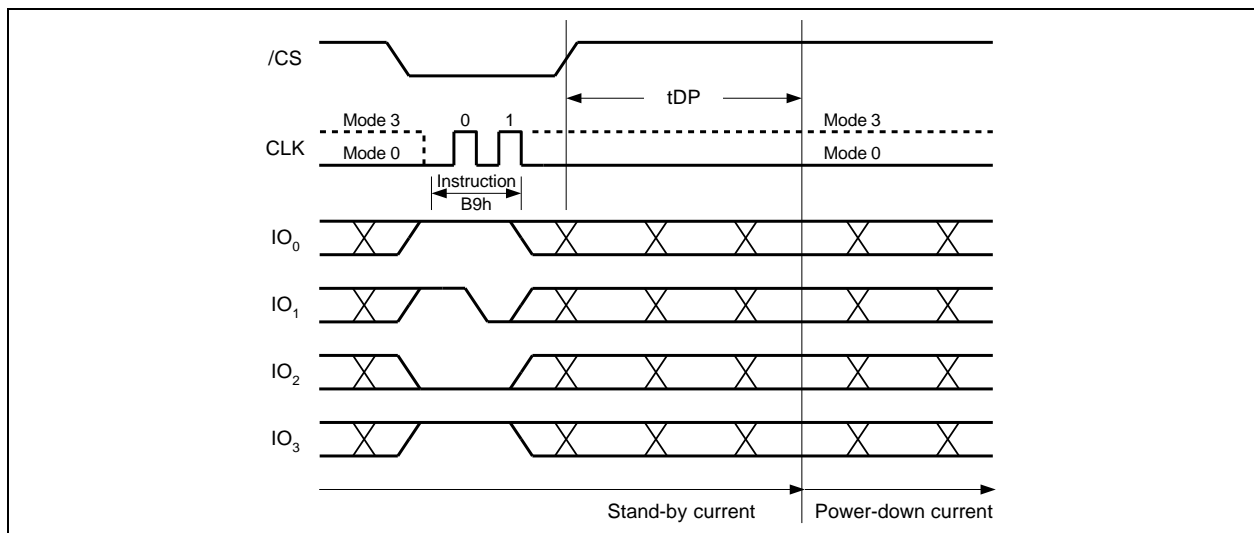 /CS
tDP
Mode 3 0 1 Mode 3
CLK
Mode 0 Mode 0
Instruction
B9h
IO0
IO1
IO2
IO3
Stand-by current Power-down current